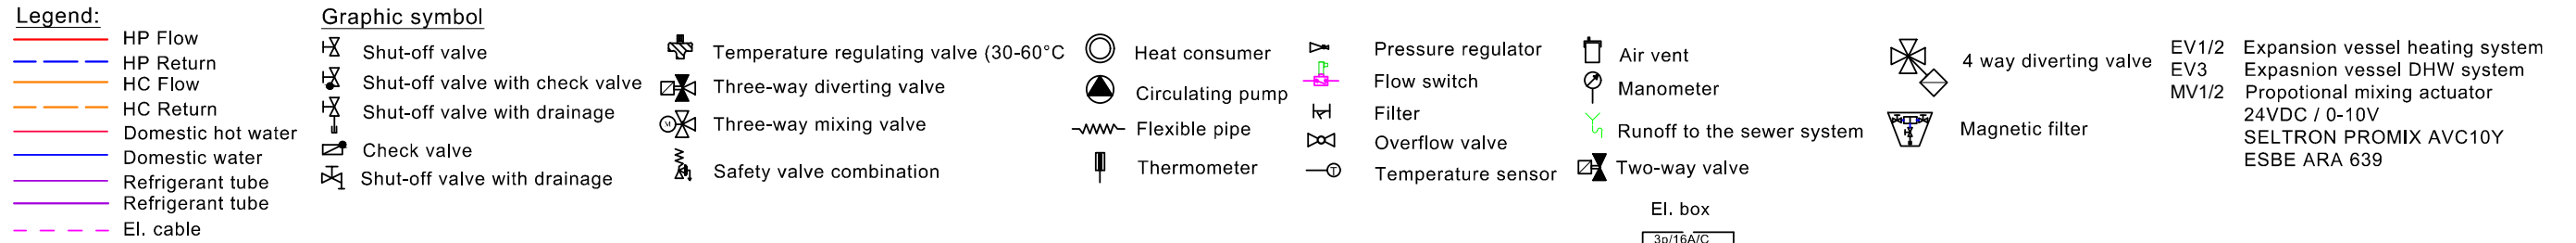 Legend:
HP Flow
HP Return
HC Flow
HC Return
Domestic hot water
Domestic water
Refrigerant tube
Refrigerant tube
El. cable
Graphic symbol
Shut-off valve
Shut-off valve with check valve
Shut-off valve with drainage
Check valve
Shut-off valve with drainage
Temperature regulating valve (30-60°C
Three-way diverting valve
M
Three-way mixing valve
Safety valve combination
Heat consumer
Circulating pump
Flexible pipe
Thermometer
Pressure regulator
Flow switch
Filter
Overflow valve
T
Temperature sensor
Air vent
Manometer
Runoff to the sewer system
Two-way valve
El. box
3p/16A/C
4 way diverting valve
Magnetic filter
EV1/2 Expansion vessel heating system
EV3 Expasnion vessel DHW system
MV1/2 Propotional mixing actuator
24VDC / 0-10V
SELTRON PROMIX AVC10Y
ESBE ARA 639